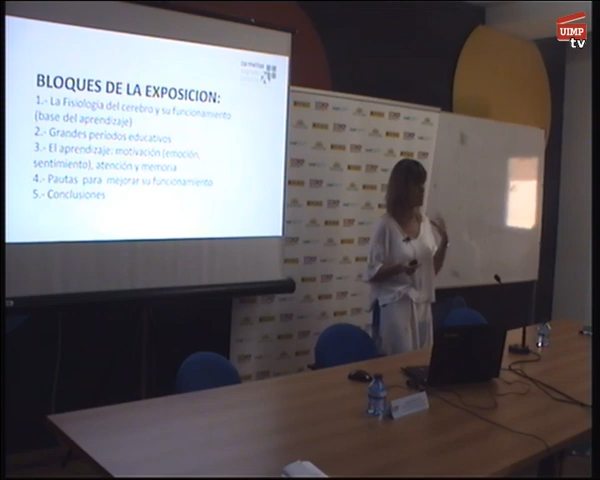 UIMP
tv
BLOQUES DE LA EXPOSICION:
1.- La Fisiología del cerebro y su funcionamiento
(base del aprendizaje)
2.- Grandes periodos educativos
3.- El aprendizaje: motivación (emoción,
sentimiento), atención y memoria
4.- Pautas para mejorar su funcionamiento
5.- Conclusiones